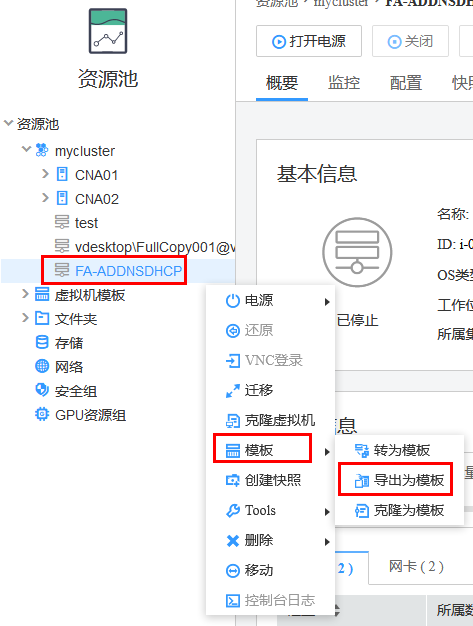 资源池 › mycluster › FA-ADDNSDH
资源池
打开电源
关闭
概要
监控
配置
快
资源池
mycluster
CNA01
CNA02
test
vdesktop\FullCopy001@v
FA-ADDNSDHCP
虚拟机模板
文件夹
存储
网络
安全组
GPU资源组
基本信息
已停止
名称:
ID: i-0
OS类型
工作位
所属集
电源
还原
VNC登录
迁移
克隆虚拟机
模板
创建快照
Tools
删除
移动
控制台日志
转为模板
导出为模板
克隆为模板
信息
量
2 )
网卡 ( 2 )
所属数